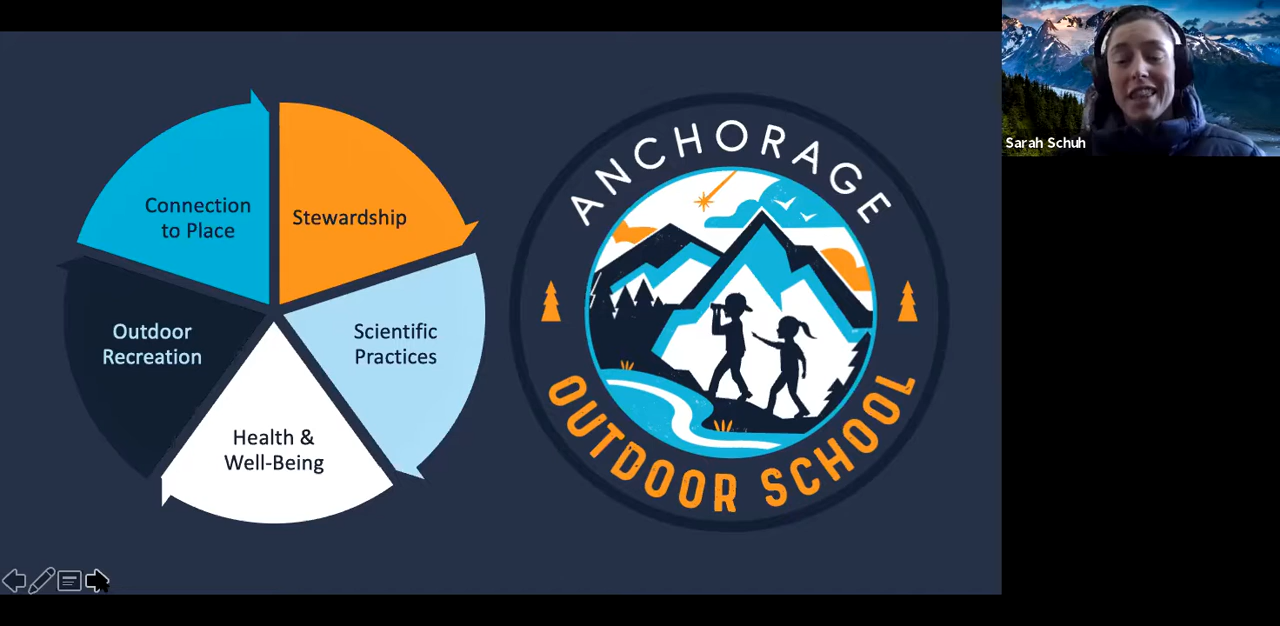 Connection
to Place
Stewardship
Outdoor
Recreation
Scientific
Practices
Health &
Well-Being
ANCHORAGE
OUTDOOR SCHOOL
Sarah Schuh